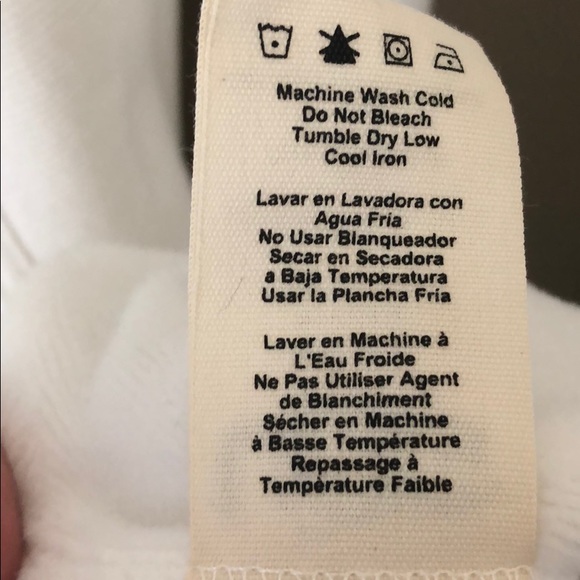 Machine Wash Cold
Do Not Bleach
Tumble Dry Low
Cool Iron
Lavar en Lavadora con
Agua Fría
No Usar Blanqueador
Secar en Secadora
a Baja Temperatura
Usar la Plancha Fría
Laver en Machine à
L'Eau Froide
Ne Pas Utiliser Agent
de Blanchiment
Sécher en Machine
à Basse Température
Repassage à
Température Faible